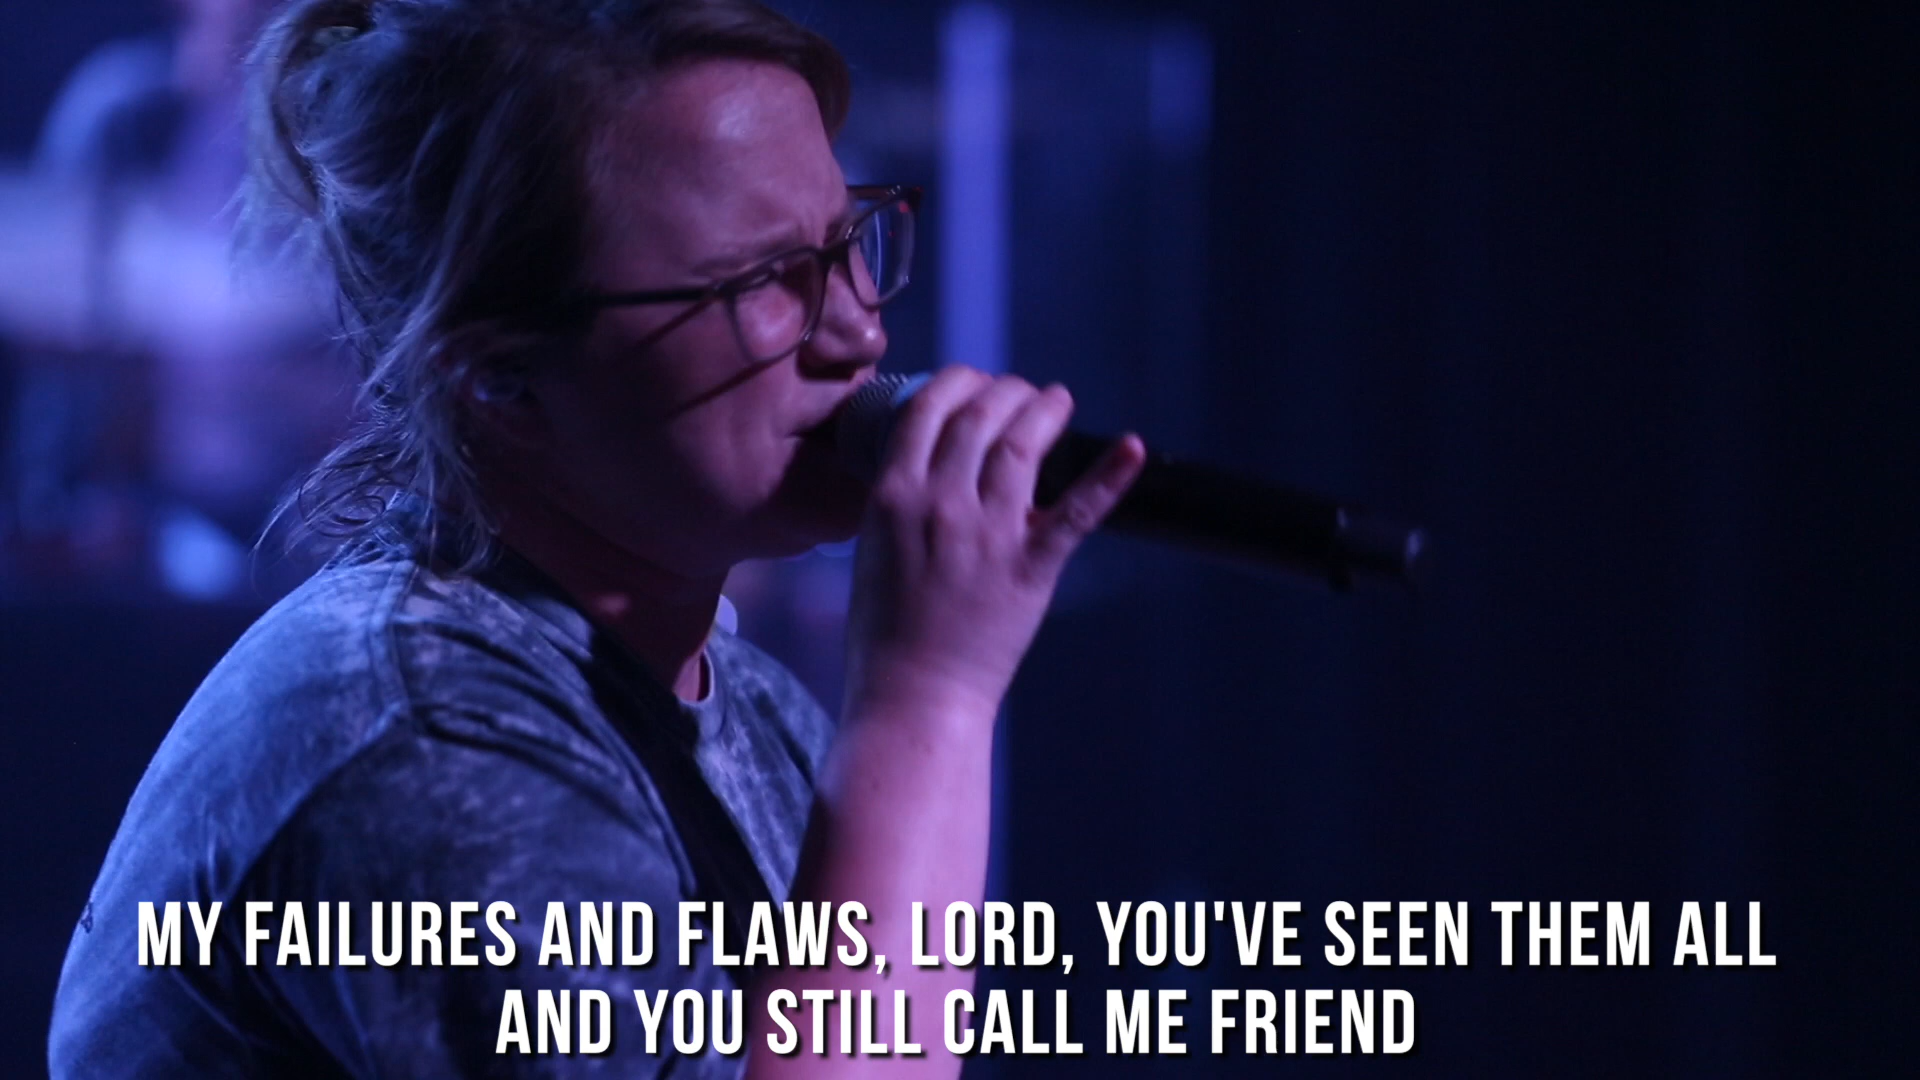 MY FAILURES AND FLAWS, LORD, YOU'VE SEEN THEM ALL
AND YOU STILL CALL ME FRIEND